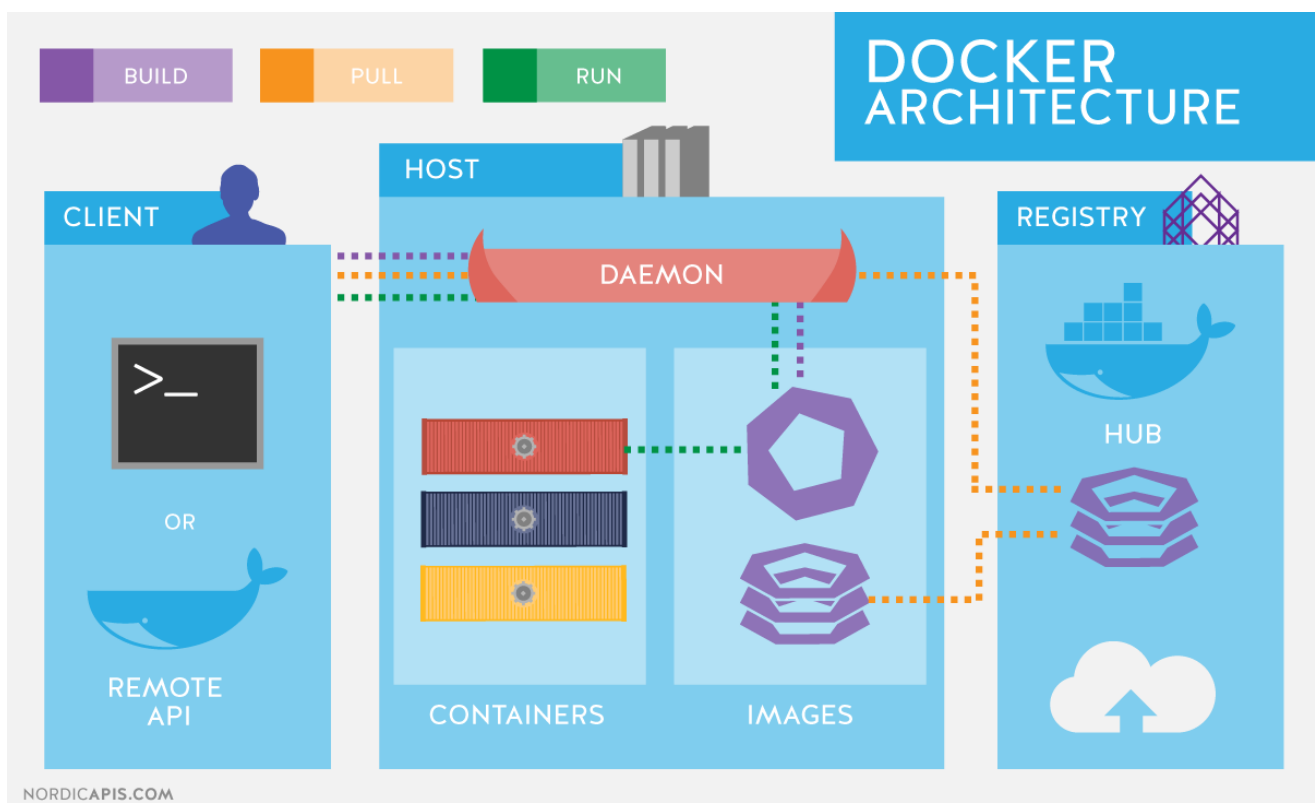 BUILD
PULL
RUN
DOCKER
ARCHITECTURE
HOST
CLIENT
REGISTRY
DAEMON
>_
HUB
OR
REMOTE
API
CONTAINERS
IMAGES
NORDICAPIS.COM